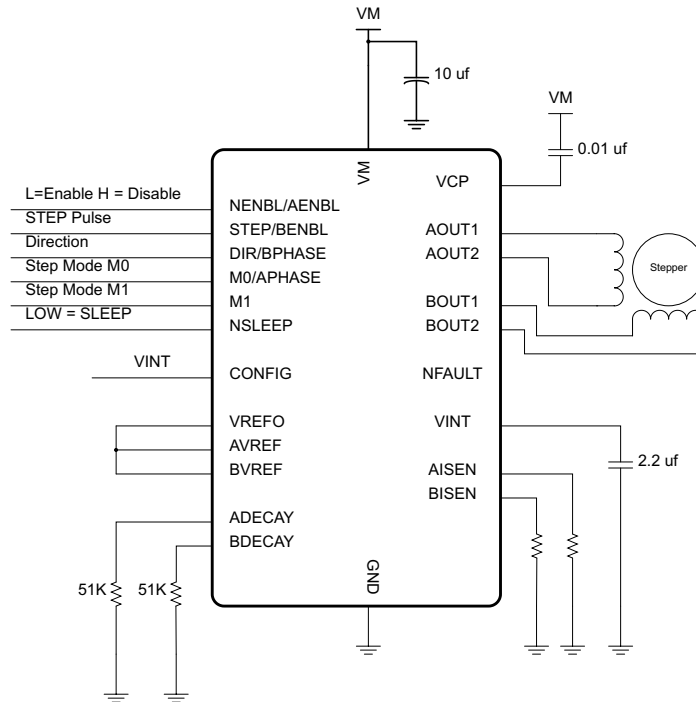 VM
10 uf
VM
0.01 uf
VM
VCP
L=Enable H = Disable
NENBL/AENBL
STEP Pulse
STEP/BENBL
AOUT1
Direction
DIR/BPHASE
AOUT2
Stepper
Step Mode M0
M0/APHASE
Step Mode M1
M1
BOUT1
LOW = SLEEP
NSLEEP
BOUT2
VINT
CONFIG
NFAULT
VREFO
VINT
AVREF
2.2 uf
BVREF
AISEN
BISEN
ADECAY
BDECAY
GND
51K
51K